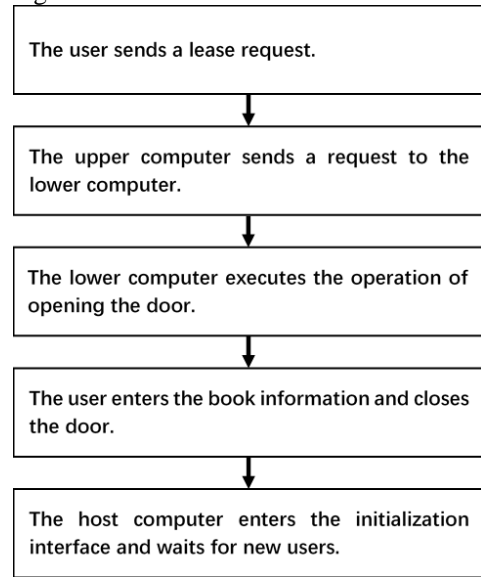 The user sends a lease request.
The upper computer sends a request to the
lower computer.
The lower computer executes the operation of
opening the door.
The user enters the book information and closes
the door.
The host computer enters the initialization
interface and waits for new users.